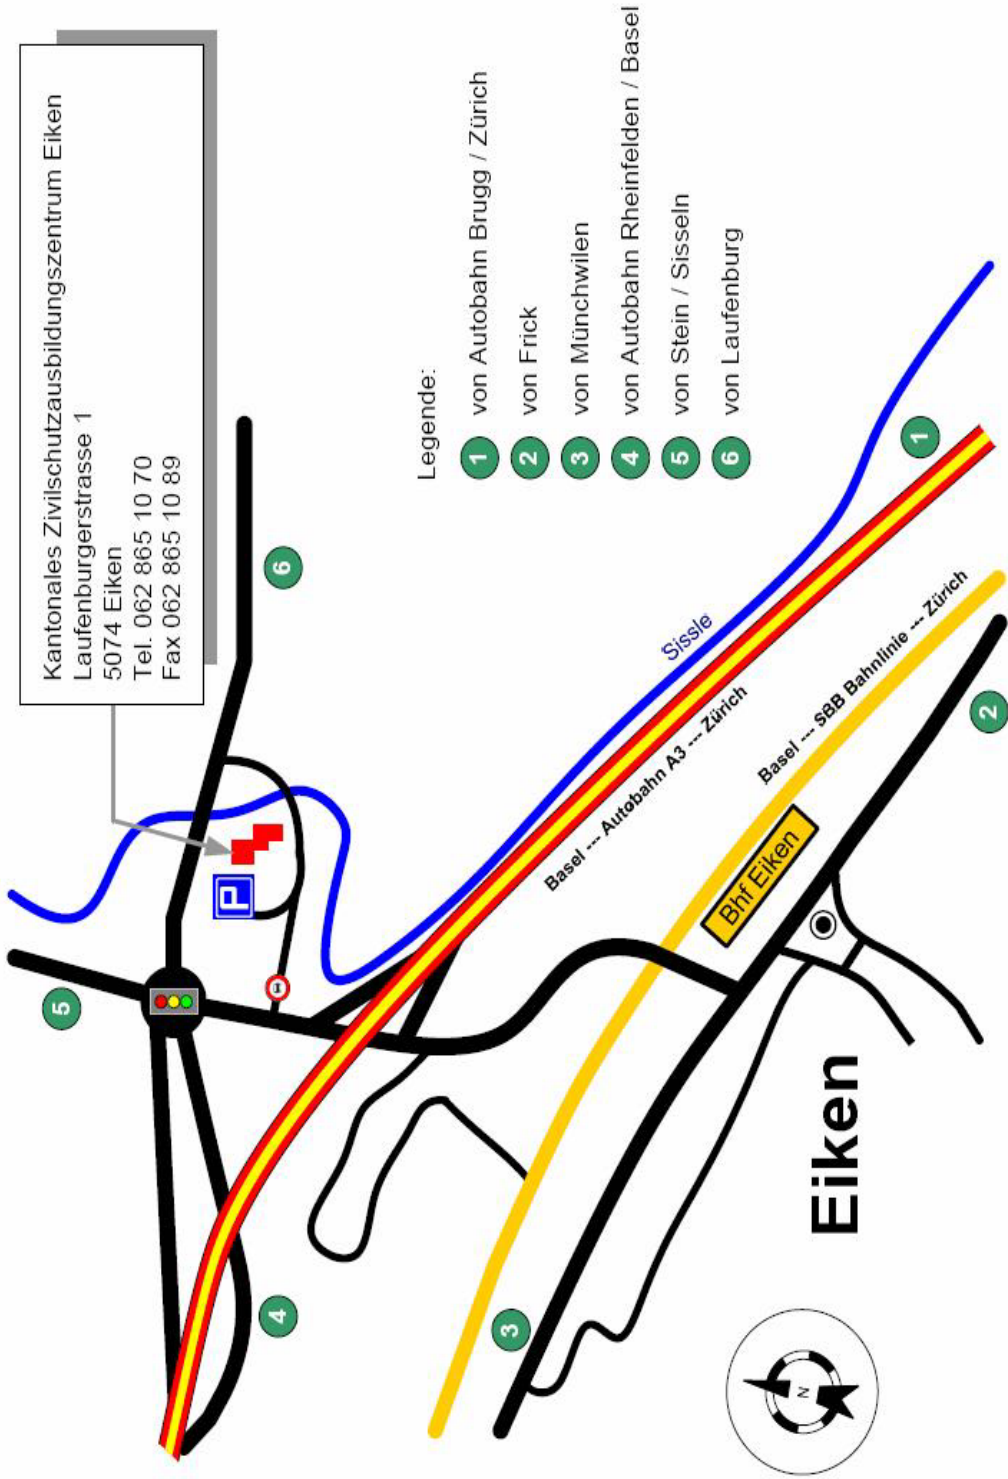 Kantonales Zivilschutzausbildungszentrum Eiken
Laufenburgerstrasse 1
5074 Eiken
Tel. 062 865 10 70
Fax 062 865 10 89
5
6
P
4
Legende:
1 von Autobahn Brugg / Zürich
2 von Frick
3 von Münchwilen
4 von Autobahn Rheinfelden / Basel
5 von Stein / Sisseln
6 von Laufenburg
Sissle
Basel --- Autobahn A3 --- Zürich
Basel --- SBB Bahnlinie --- Zürich
Bhf Eiken
1
3
2
Eiken
N